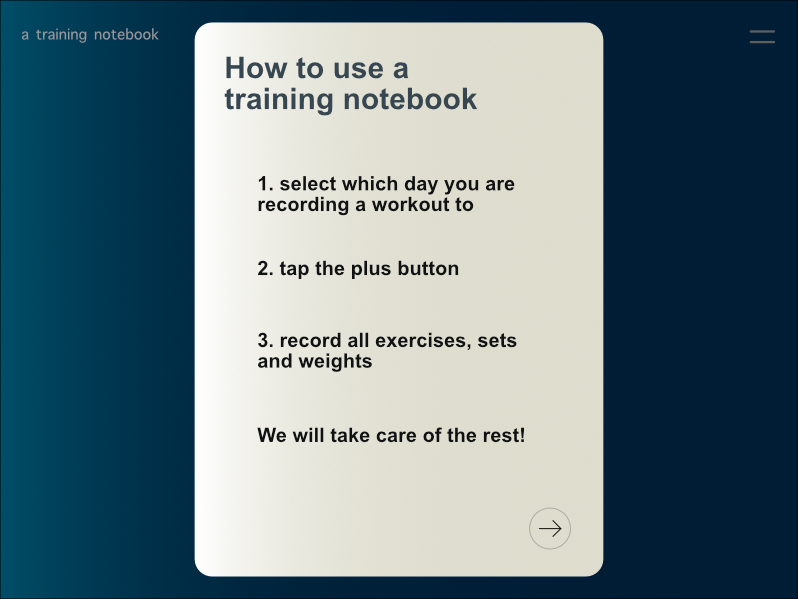 a training notebook
How to use a
training notebook
1. select which day you are
recording a workout to
2. tap the plus button
3. record all exercises, sets
and weights
We will take care of the rest!